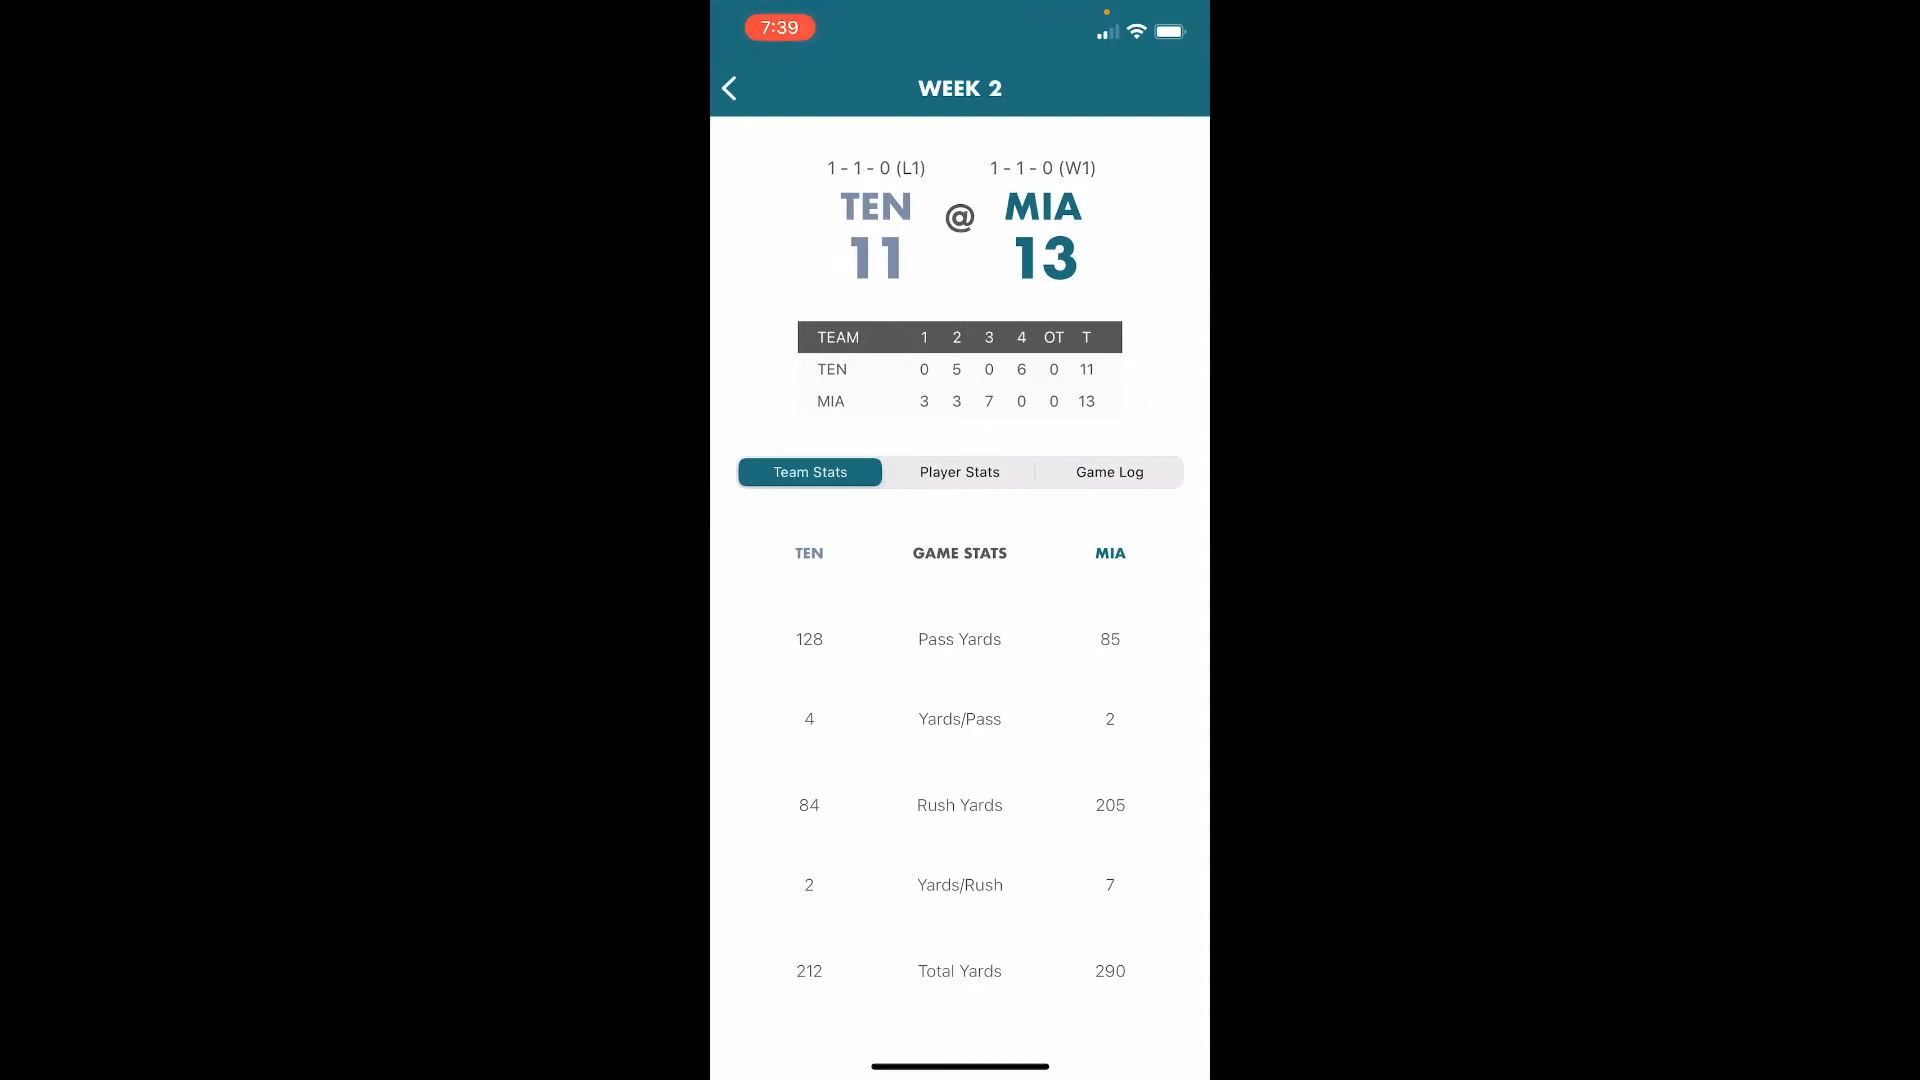 7:39
WEEK 2
1 - 1 - 0 (L1) 1 - 1 - 0 (W1)
TEN @ MIA
11 13
TEAM 1 2 3 4 OT T
TEN 0 5 0 6 0 11
MIA 3 3 7 0 0 13
Team Stats Player Stats Game Log
TEN GAME STATS MIA
128 Pass Yards 85
4 Yards/Pass 2
84 Rush Yards 205
2 Yards/Rush 7
212 Total Yards 290